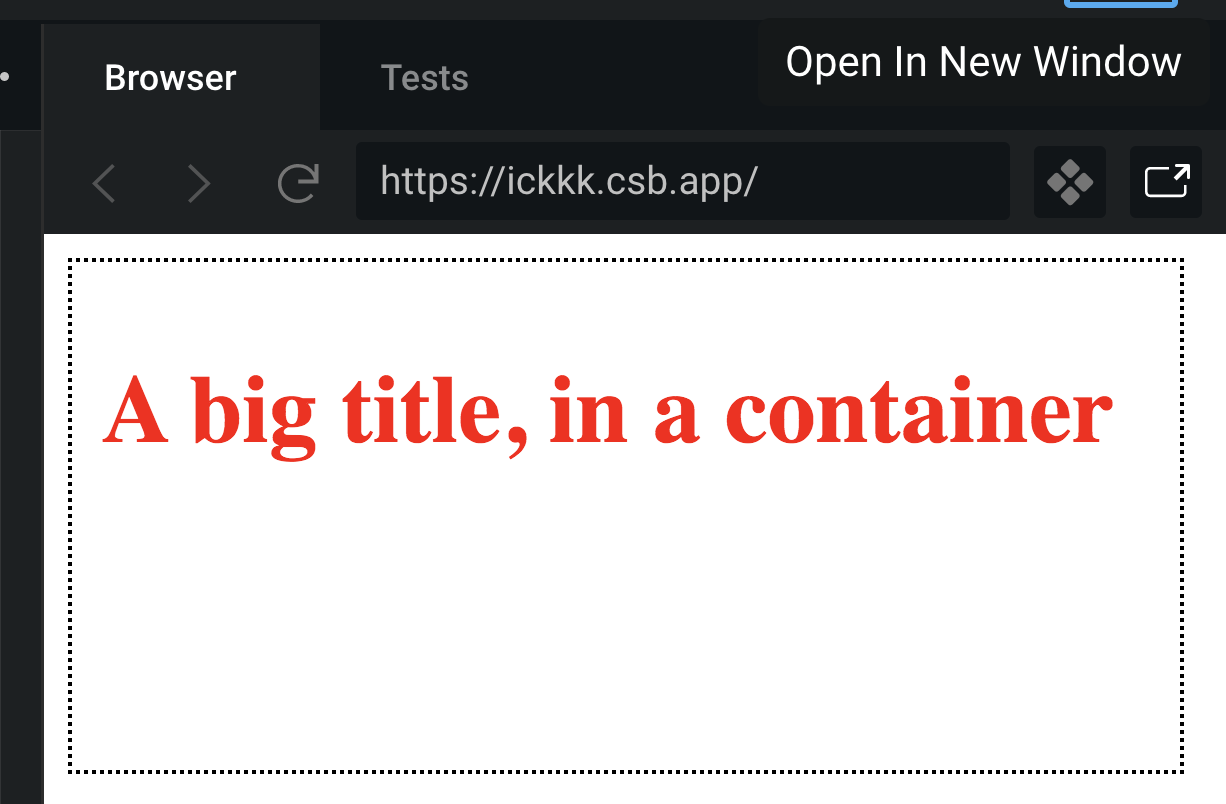 Open In New Window
Browser
Tests
https://ickkk.csb.app/
A big title, in a container